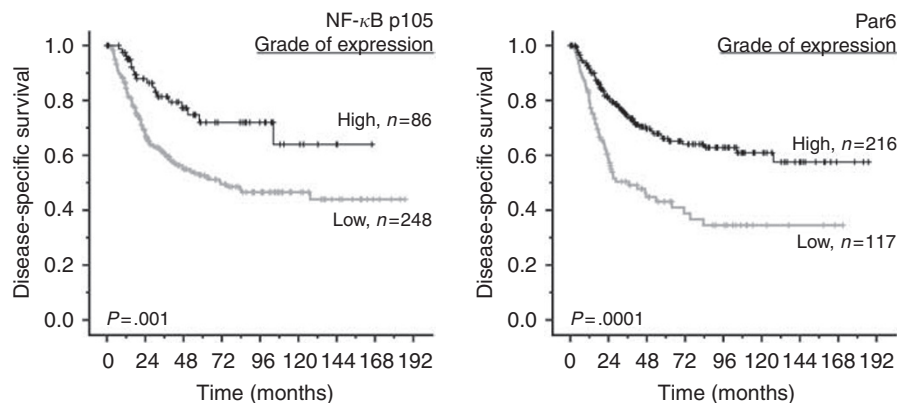 NF-κB p105
Grade of expression
1.0
0.8
0.6
0.4
0.2
0.0
Disease-specific survival
High, n=86
Low, n=248
P=.001
0 24 48 72 96 120 144 168 192
Time (months)
Par6
Grade of expression
1.0
0.8
0.6
0.4
0.2
0.0
Disease-specific survival
High, n=216
Low, n=117
P=.0001
0 24 48 72 96 120 144 168 192
Time (months)